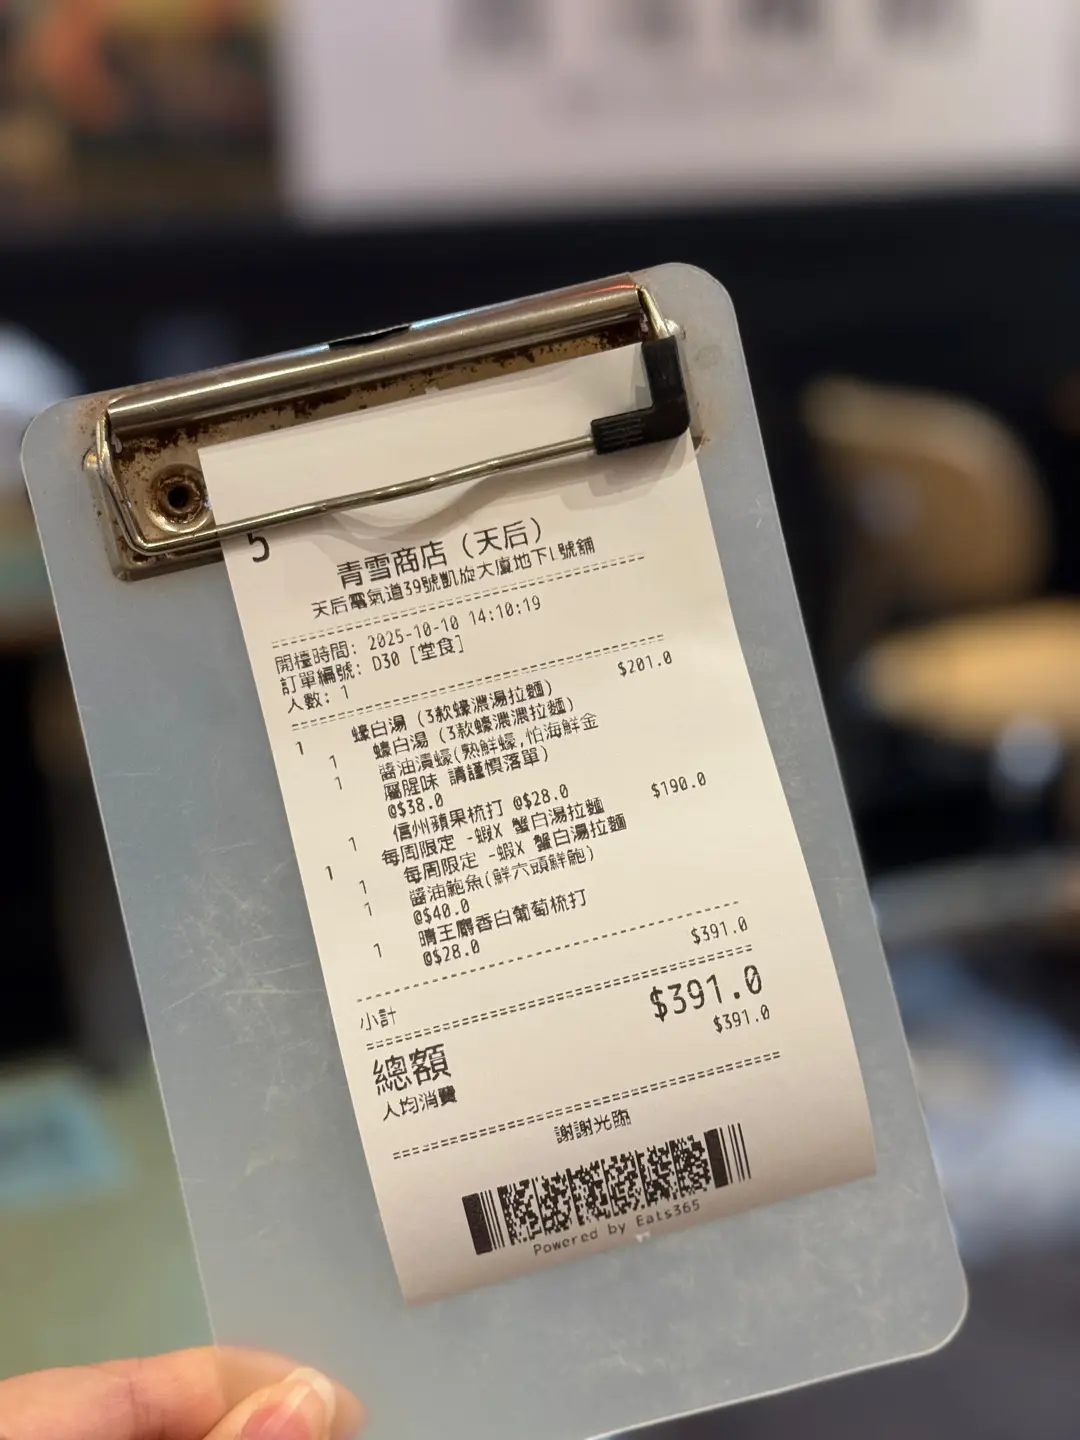 5
青雪商店 (天后)
天后電氣道39號凱旋大廈地下L號舖
開檯時間: 2025-10-10 14:10:19
訂單編號: D30 [堂食]
人數: 1
1 蠔白湯 (3款蠔濃湯拉麵) $201.0
1 蠔白湯 (3款蠔濃濃拉麵)
1 醬油漬蠔(熟鮮蠔,怕海鮮金
屬腥味 請謹慎落單)
@$38.0
1 信州蘋果梳打 @$28.0
1 每周限定 -蝦X 蟹白湯拉麵 $190.0
1 每周限定 -蝦X 蟹白湯拉麵
1 醬油鮑魚(鮮六頭鮮鮑)
@$40.0
1 晴王麝香白葡萄梳打
@$28.0
小計 $391.0
總額 $391.0
人均消費 $391.0
謝謝光臨
Powered by Eats365